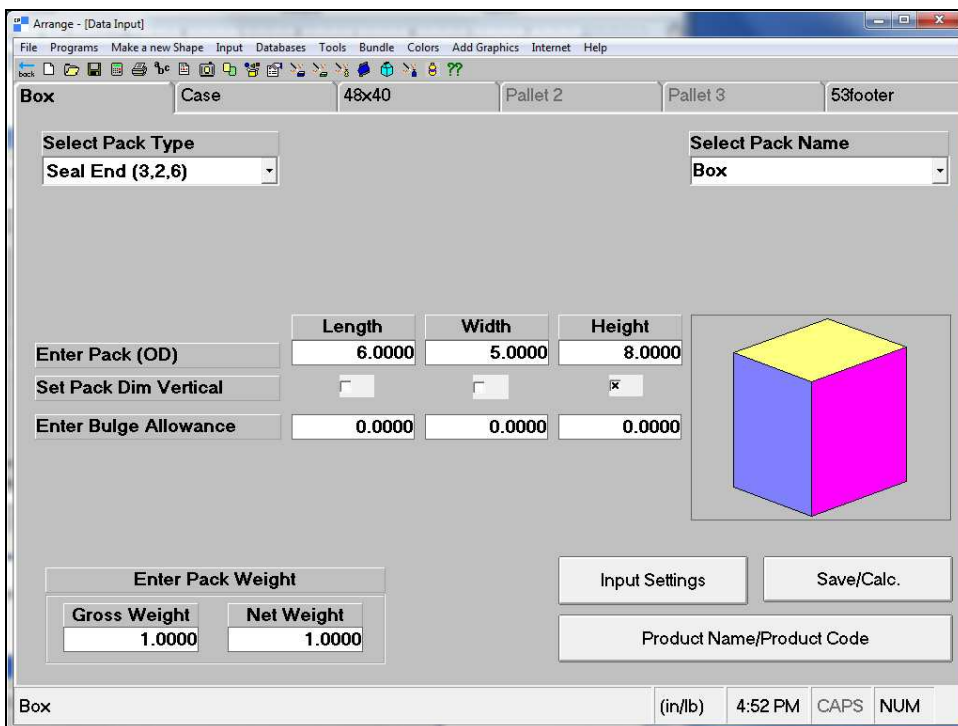 Arrange - [Data Input]
File Programs Make a new Shape Input Databases Tools Bundle Colors Add Graphics Internet Help
back abc ??
Box Case 48x40 Pallet 2 Pallet 3 53footer
Select Pack Type Select Pack Name
Seal End (3,2,6) Box
Length Width Height
Enter Pack (OD) 6.0000 5.0000 8.0000
Set Pack Dim Vertical
Enter Bulge Allowance 0.0000 0.0000 0.0000
Enter Pack Weight Input Settings Save/Calc.
Gross Weight Net Weight
1.0000 1.0000 Product Name/Product Code
Box (in/lb) 4:52 PM CAPS NUM